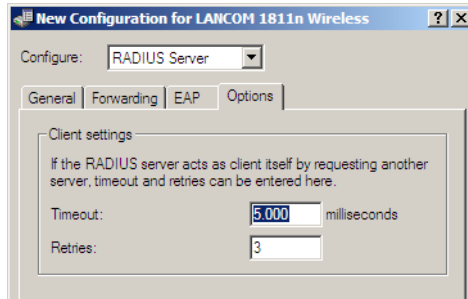 New Configuration for LANCOM 1811n Wireless
Configure: RADIUS Server
General Forwarding EAP Options
Client settings
If the RADIUS server acts as client itself by requesting another
server, timeout and retries can be entered here.
Timeout: 5.000 milliseconds
Retries: 3